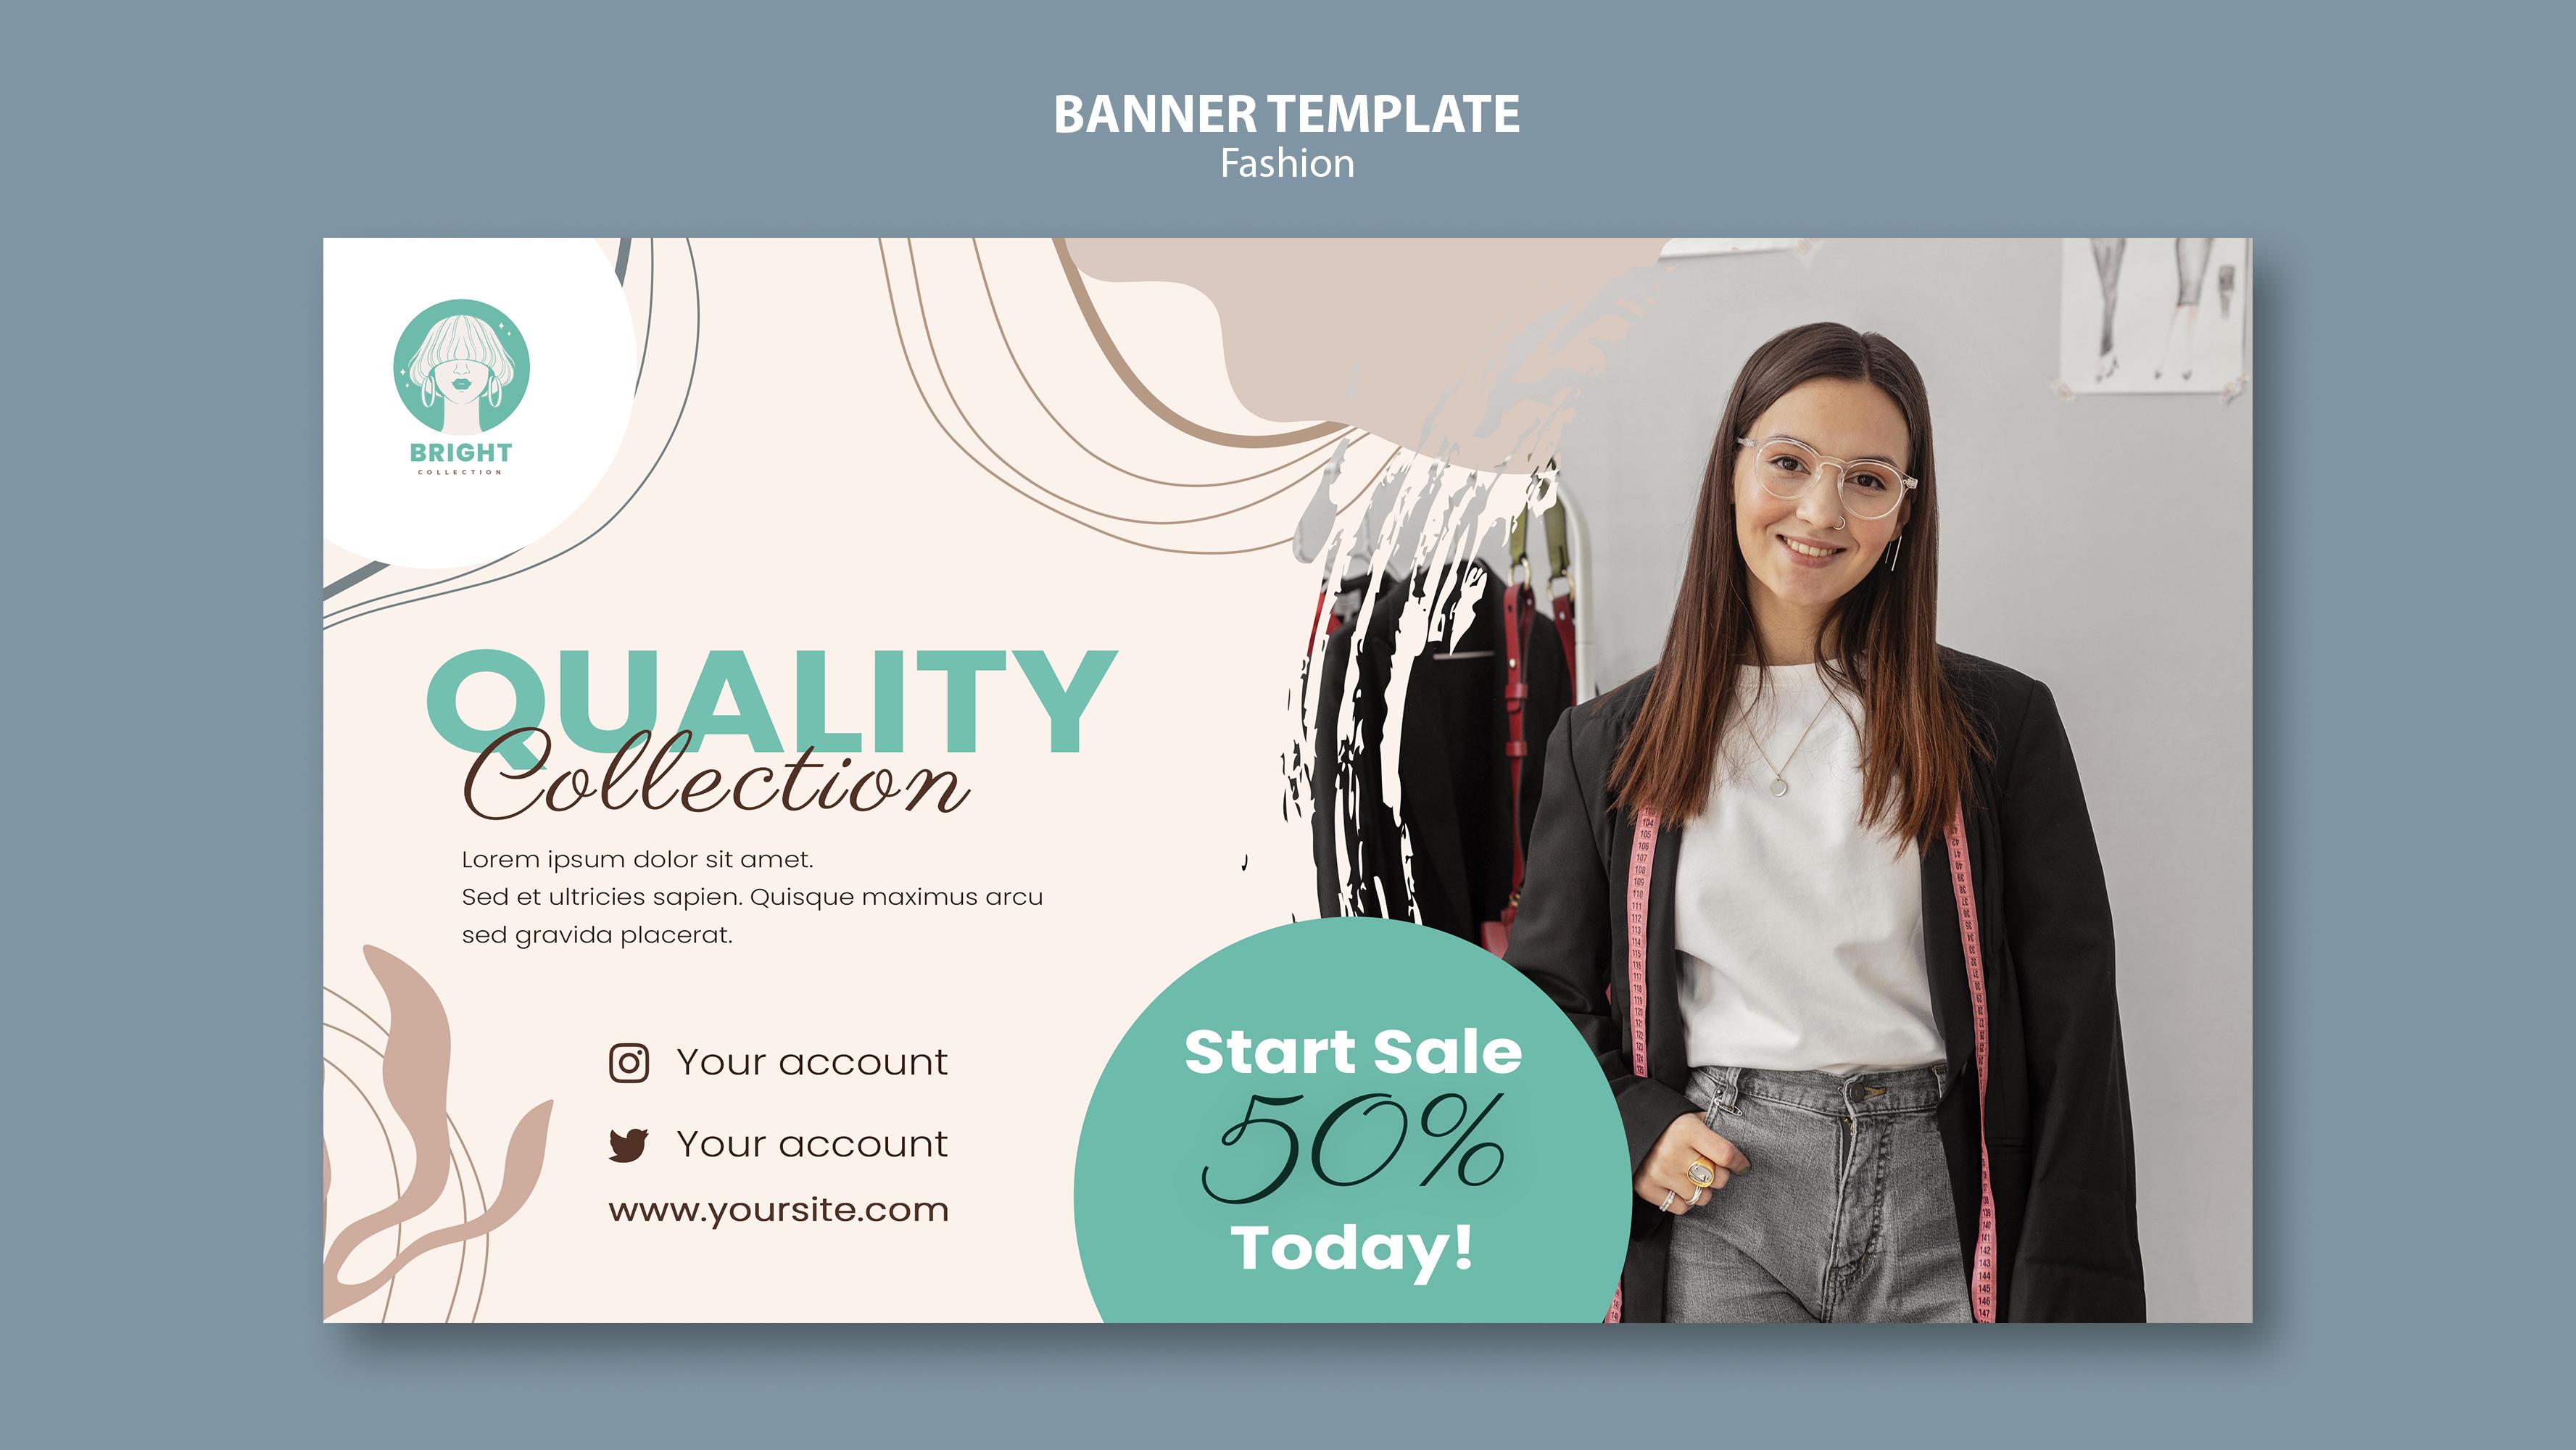 BANNER TEMPLATE
Fashion
BRIGHT
COLLECTION
QUALITY
Collection
Lorem ipsum dolor sit amet.
Sed et ultricies sapien. Quisque maximus arcu
sed gravida placerat.
Your account
Your account
www.yoursite.com
Start Sale
50%
Today!